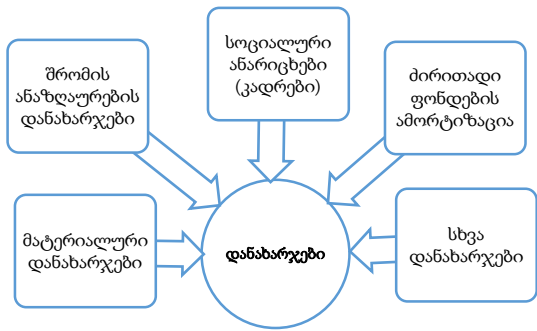 შრომის
ანაზღაურების
დანახარჯები
სოციალური
ანარიცხები
(კადრები)
ძირითადი
ფონდების
ამორტიზაცია
მატერიალური
დანახარჯები
დანახარჯები
სხვა
დანახარჯები